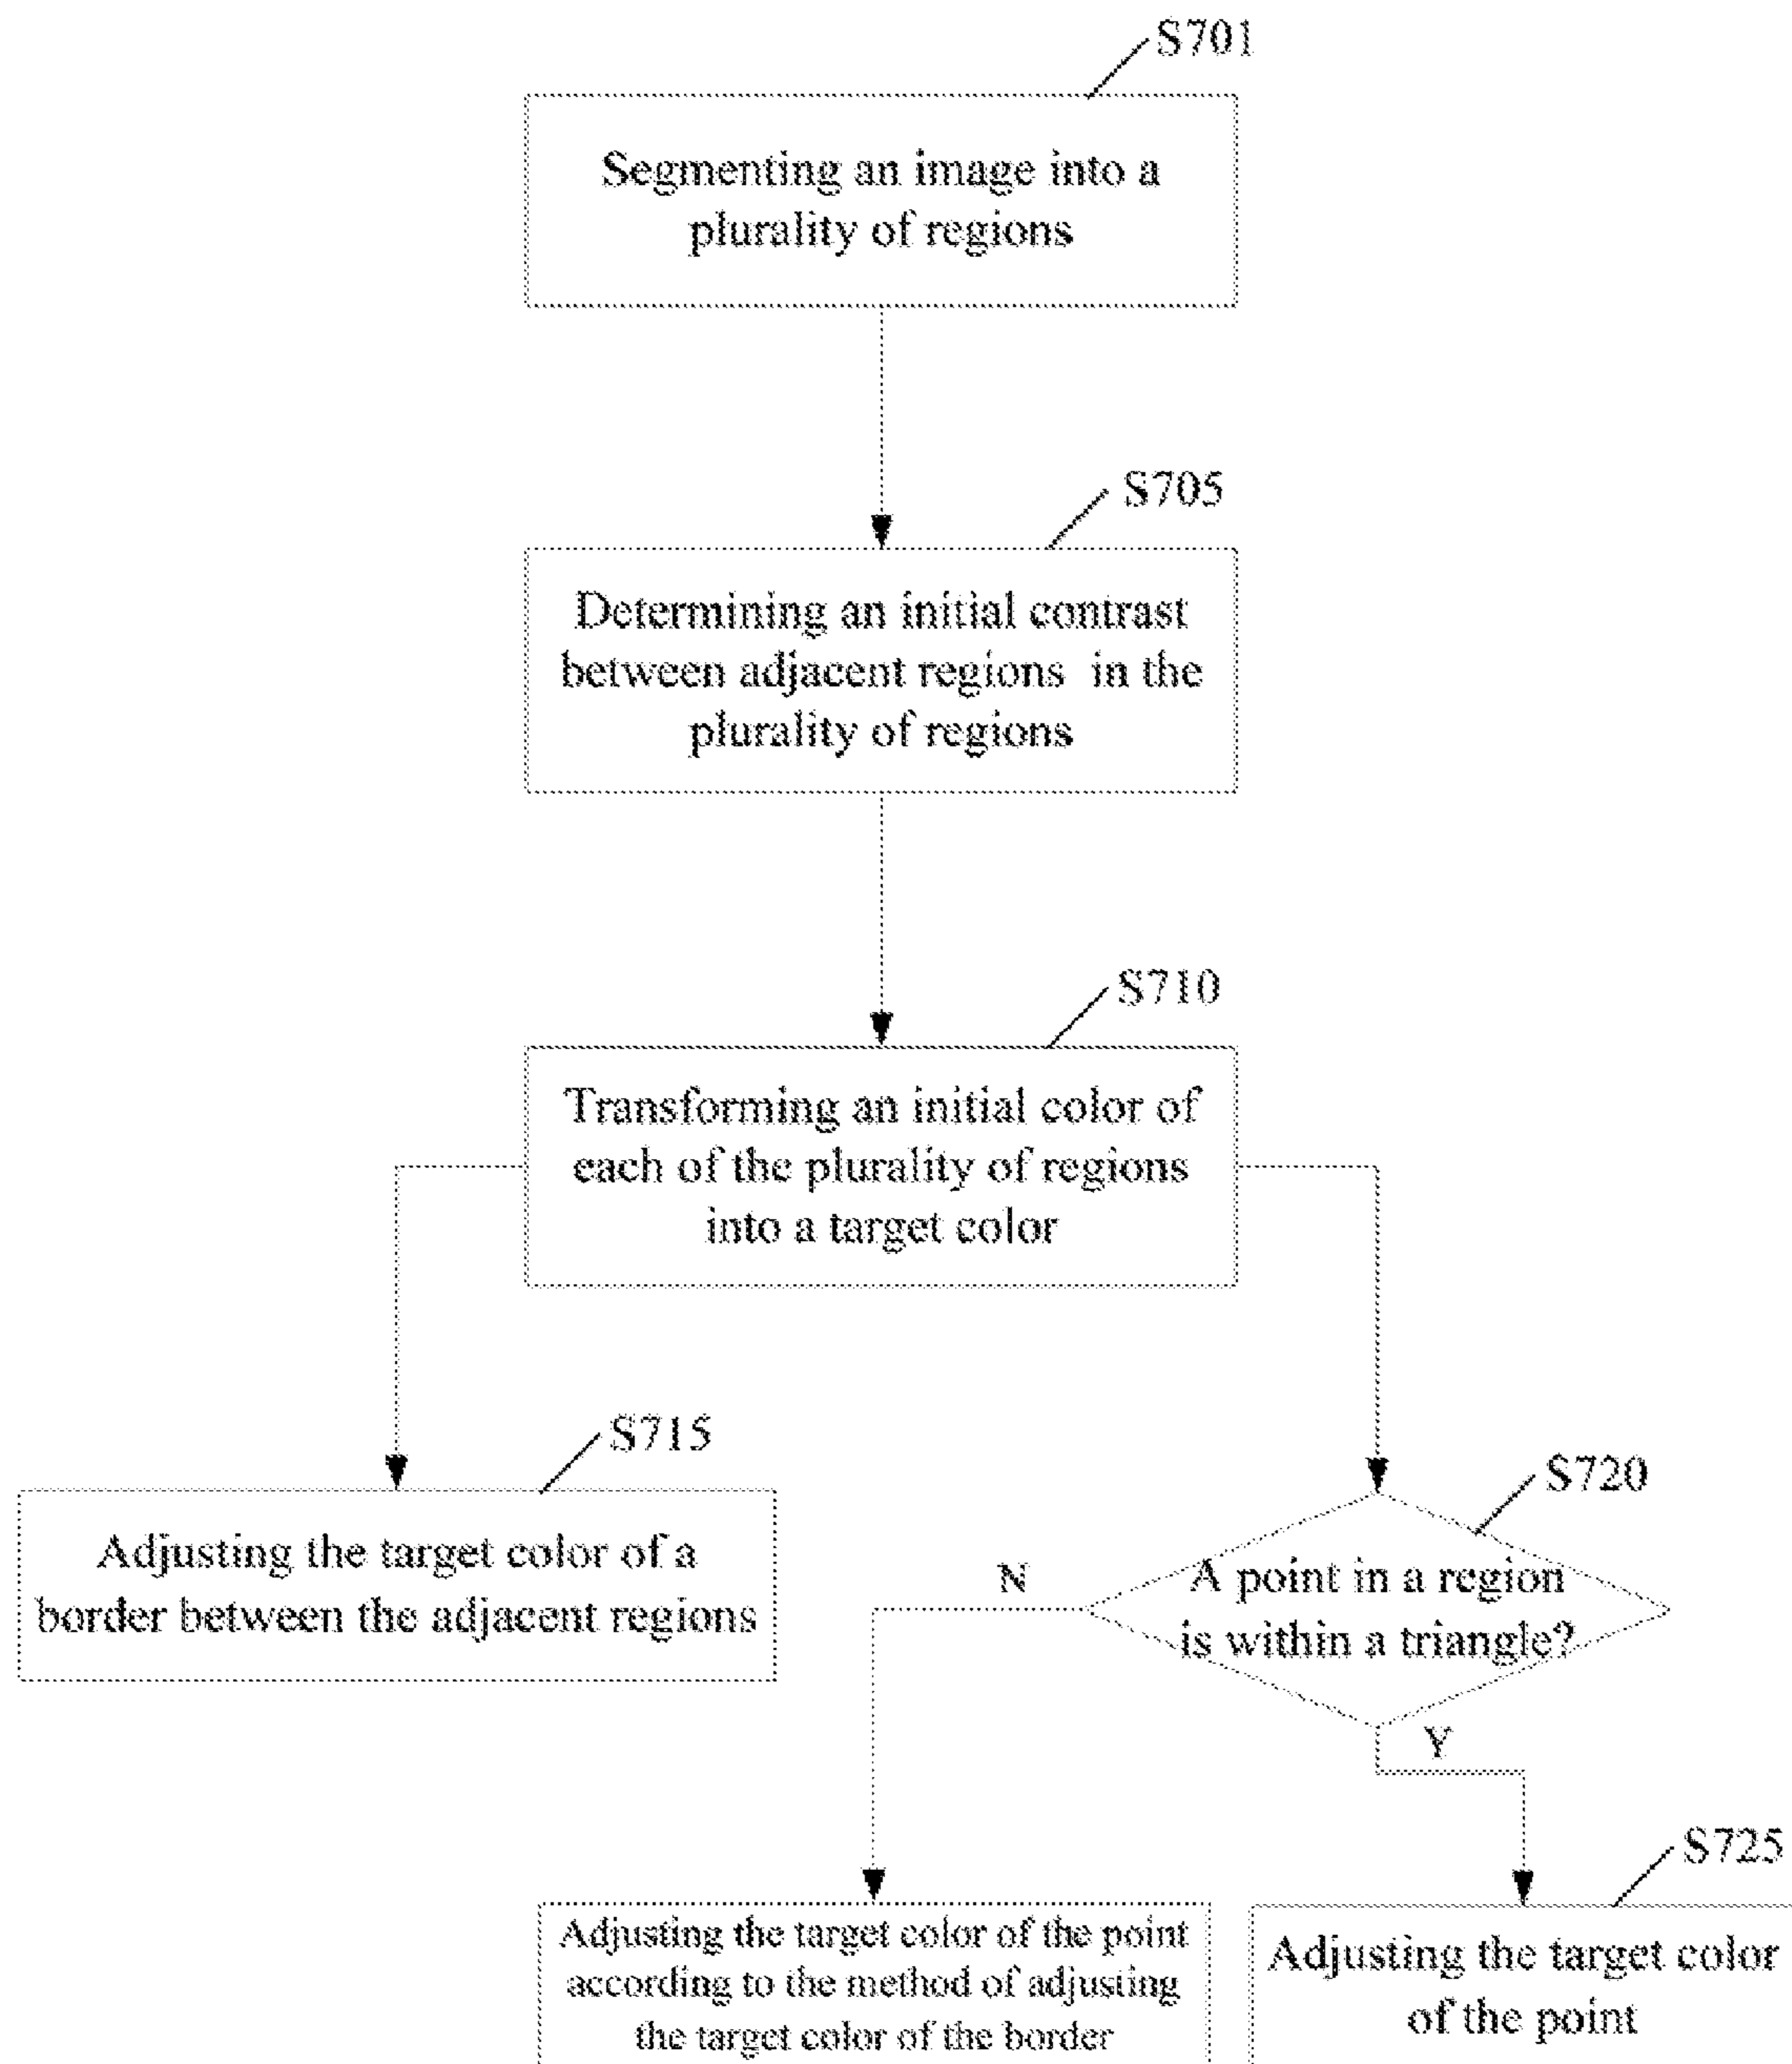 S701
Segmenting an image into a
plurality of regions
S705
Determining an initial contrast
between adjacent regions in the
plurality of regions
S710
Transforming an initial color of
each of the plurality of regions
into a target color
S715
Adjusting the target color of a
border between the adjacent regions
S720
A point in a region
is within a triangle?
N
Y
S725
Adjusting the target color of the point
according to the method of adjusting
the target color of the border
Adjusting the target color
of the point